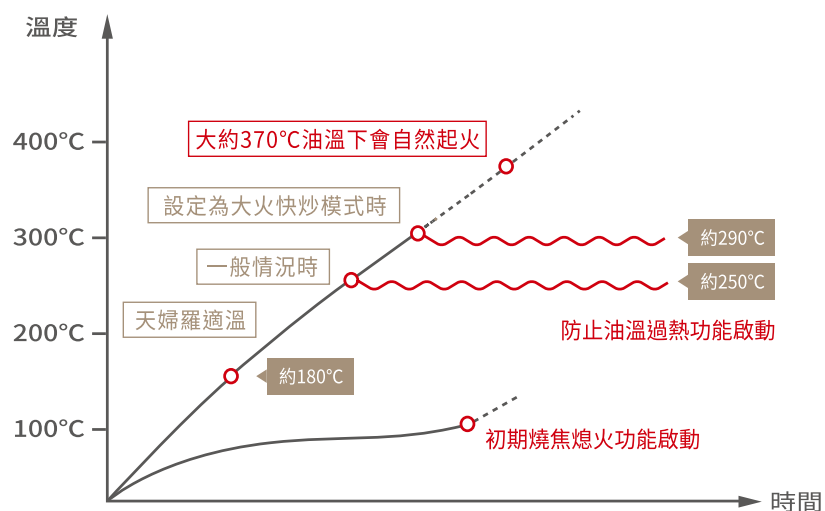 溫度
400℃
大約370℃油溫下會自然起火
設定為大火快炒模式時
300℃
約290℃
一般情況時
約250℃
天婦羅適溫
防止油溫過熱功能啟動
200℃
約180℃
100℃
初期燒焦熄火功能啟動
時間